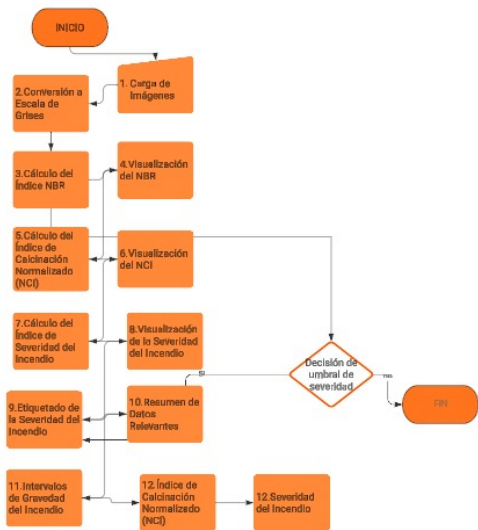 INICIO
1. Carga de
Imágenes
2.Conversión a
Escala de
Grises
3.Cálculo del
Índice NBR
4.Visualización
del NBR
5.Cálculo del
Índice de
Calcinación
Normalizado
(NCI)
6.Visualización
del NCI
7.Cálculo del
Índice de
Severidad del
Incendio
8.Visualización
de la Severidad
del Incendio
Decisión de
umbral de
severidad
SI
FIN
9.Etiquetado de
la Severidad del
Incendio
10.Resumen de
Datos
Relevantes
11.Intervalos
de Gravedad
del Incendio
12.Índice de
Calcinación
Normalizado
(NCI)
12.Severidad
del Incendio